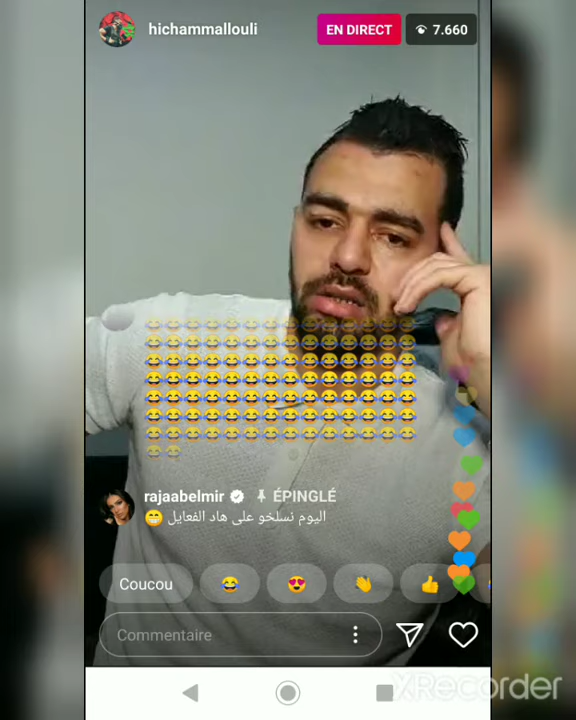 hichammallouli
EN DIRECT
7.660
rajaabelmir
ÉPINGLÉ
اليوم نسلخو على هاد الفعايل
Coucou
Commentaire
XRecorder